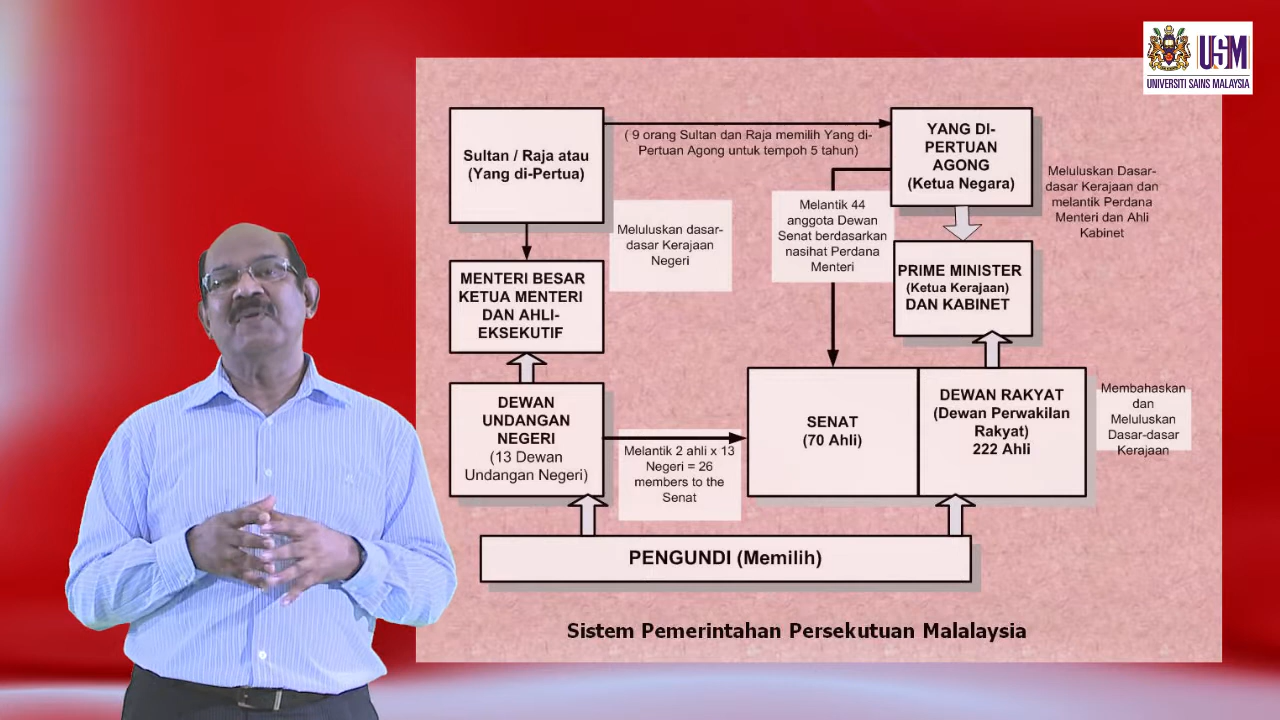 USM
UNIVERSITI SAINS MALAYSIA
Sultan / Raja atau
(Yang di-Pertua)
( 9 orang Sultan dan Raja memilih Yang di-
Pertuan Agong untuk tempoh 5 tahun)
YANG DI-
PERTUAN
AGONG
(Ketua Negara)
Meluluskan Dasar-
dasar Kerajaan dan
melantik Perdana
Menteri dan Ahli
Kabinet
Meluluskan dasar-
dasar Kerajaan
Negeri
Melantik 44
anggota Dewan
Senat berdasarkan
nasihat Perdana
Menteri
MENTERI BESAR
KETUA MENTERI
DAN AHLI-
EKSEKUTIF
PRIME MINISTER
(Ketua Kerajaan)
DAN KABINET
DEWAN
UNDANGAN
NEGERI
(13 Dewan
Undangan Negeri)
Melantik 2 ahli x 13
Negeri = 26
members to the
Senat
SENAT
(70 Ahli)
DEWAN RAKYAT
(Dewan Perwakilan
Rakyat)
222 Ahli
Membahaskan
dan
Meluluskan
Dasar-dasar
Kerajaan
PENGUNDI (Memilih)
Sistem Pemerintahan Persekutuan Malalaysia